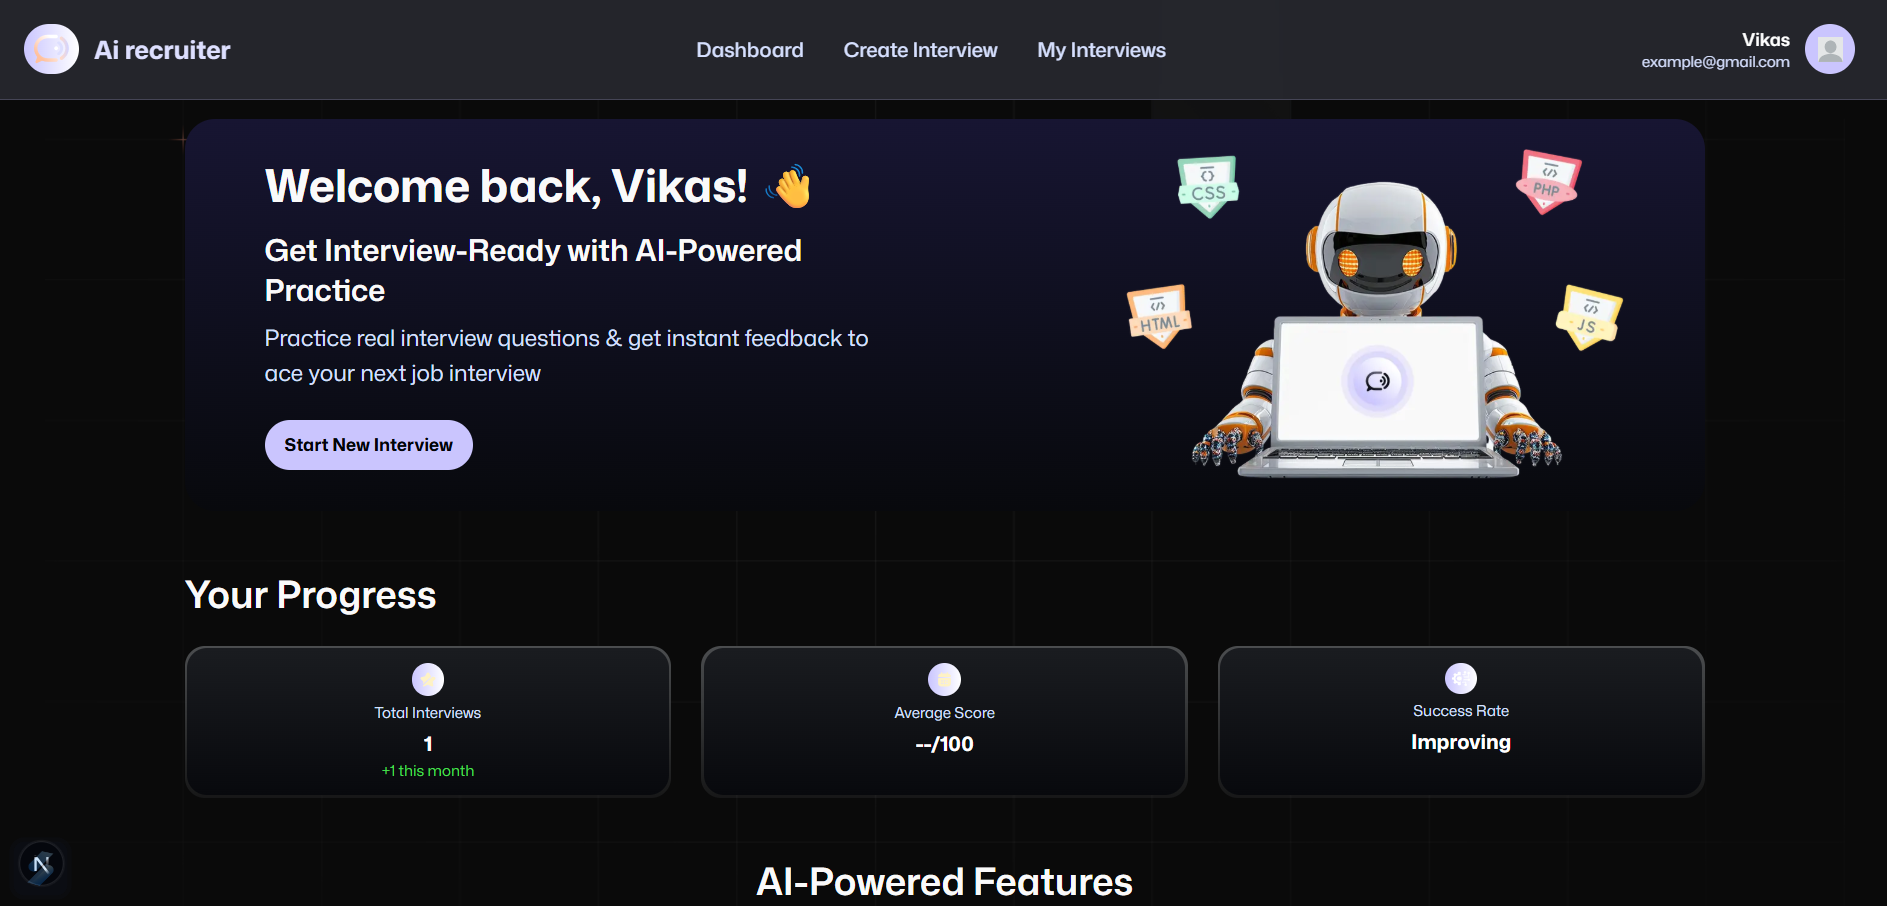 Ai recruiter
Dashboard
Create Interview
My Interviews
Vikas
example@gmail.com
Welcome back, Vikas! 👋
Get Interview-Ready with AI-Powered
Practice
Practice real interview questions & get instant feedback to
ace your next job interview
Start New Interview
CSS
PHP
HTML
JS
Your Progress
Total Interviews
1
+1 this month
Average Score
--/100
Success Rate
Improving
N
AI-Powered Features